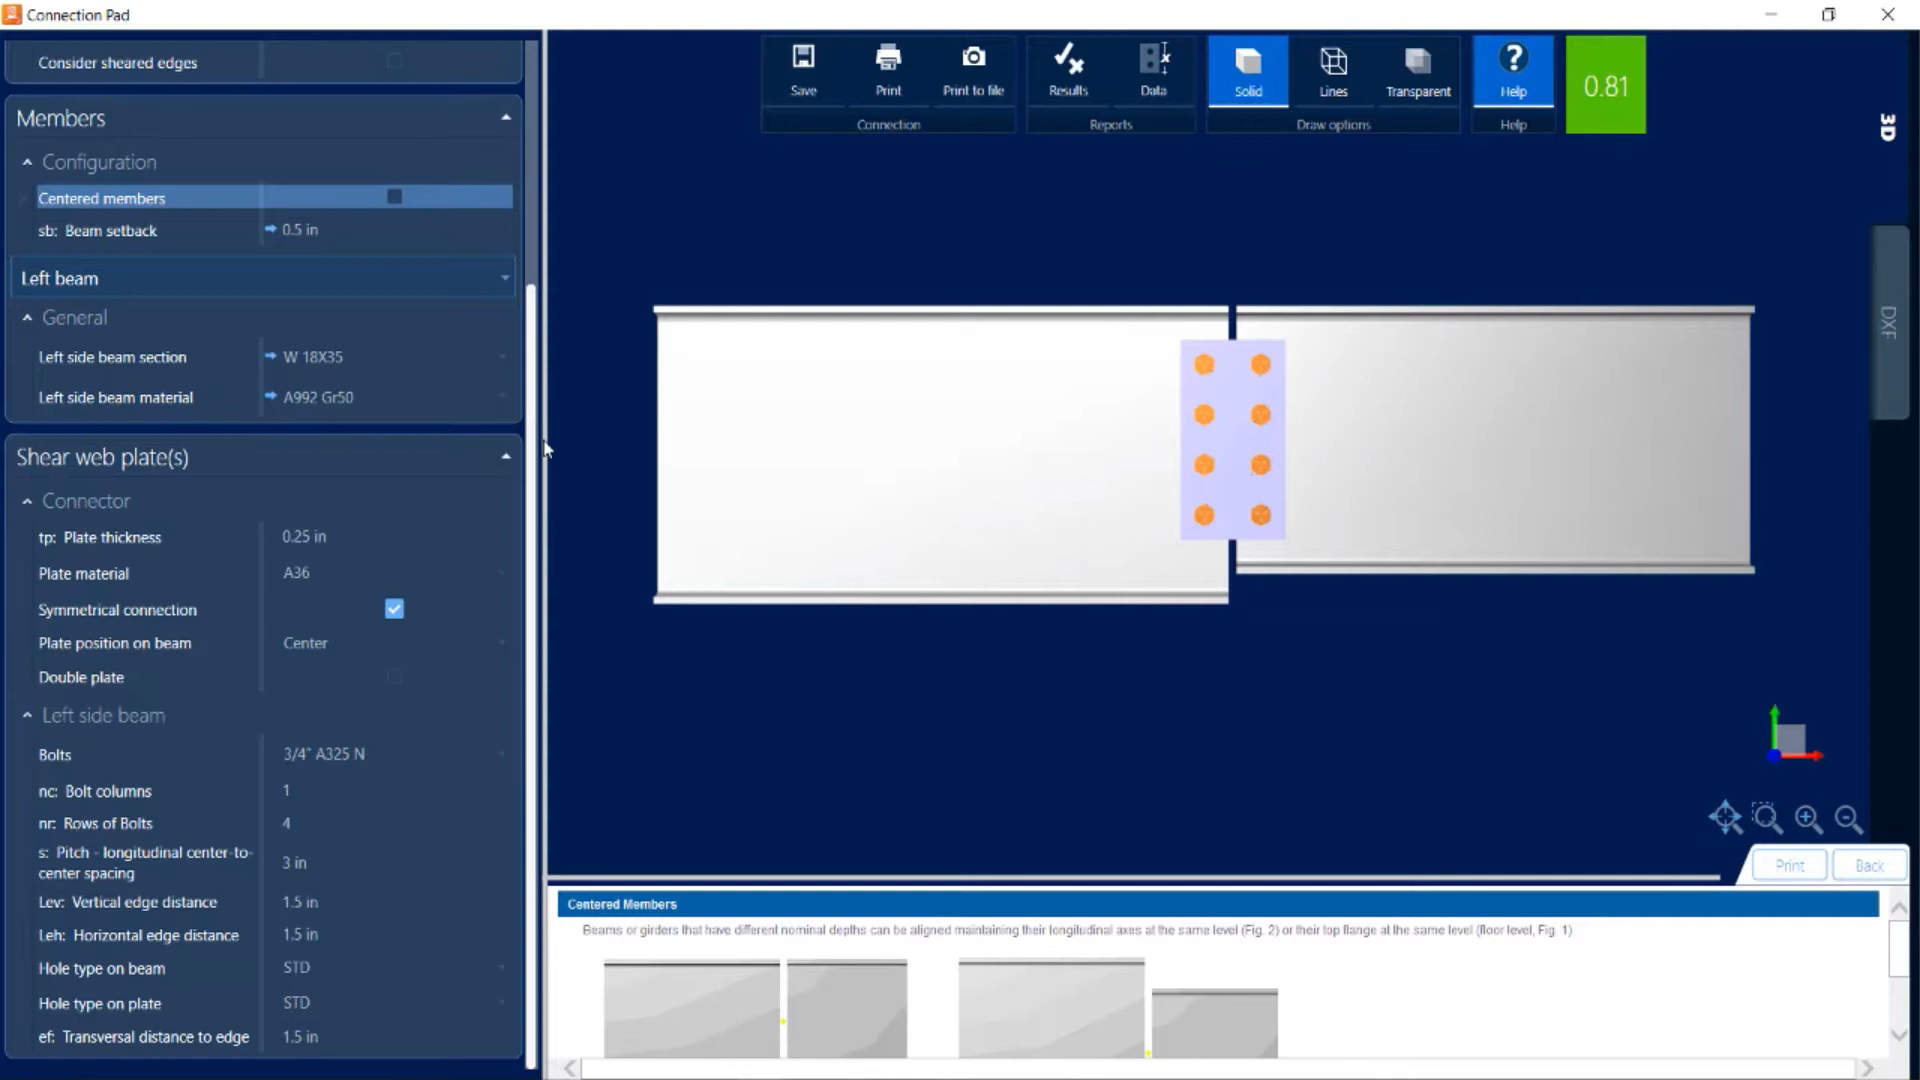 Connection Pad
Consider sheared edges
Members
Configuration
Centered members
sb: Beam setback 0.5 in
Left beam
General
Left side beam section W 18X35
Left side beam material A992 Gr50
Shear web plate(s)
Connector
tp: Plate thickness 0.25 in
Plate material A36
Symmetrical connection
Plate position on beam Center
Double plate
Left side beam
Bolts 3/4" A325 N
nc: Bolt columns 1
nr: Rows of Bolts 4
s: Pitch - longitudinal center-to-
center spacing 3 in
Lev: Vertical edge distance 1.5 in
Leh: Horizontal edge distance 1.5 in
Hole type on beam STD
Hole type on plate STD
ef: Transversal distance to edge 1.5 in
Save Print Print to file Results Data Solid Lines Transparent Help 0.81
Connection Reports Draw options Help
3D
DXF
Print Back
Centered Members
Beams or girders that have different nominal depths can be aligned maintaining their longitudinal axes at the same level (Fig. 2) or their top flange at the same level (floor level, Fig. 1)